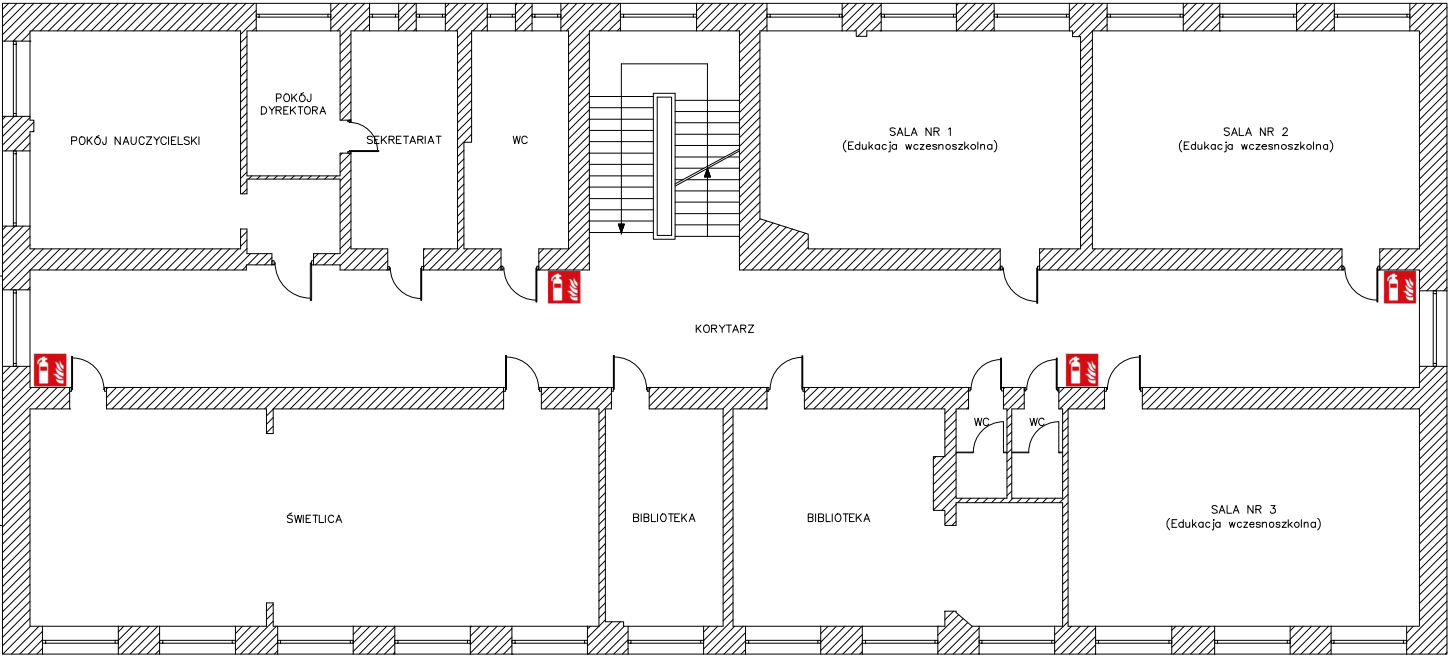 POKÓJ
DYREKTORA
POKÓJ NAUCZYCIELSKI
SEKRETARIAT
WC
SALA NR 1
(Edukacja wczesnoszkolna)
SALA NR 2
(Edukacja wczesnoszkolna)
KORYTARZ
WC
WC
ŚWIETLICA
BIBLIOTEKA
BIBLIOTEKA
SALA NR 3
(Edukacja wczesnoszkolna)